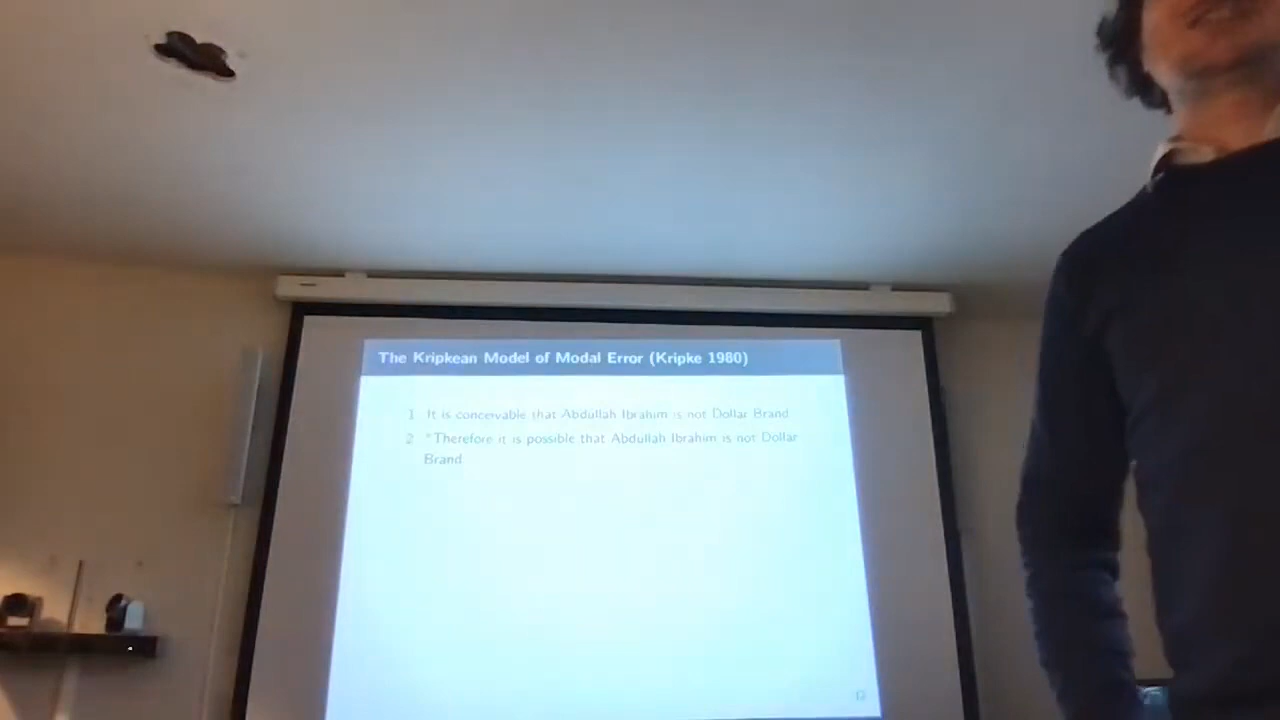 The Kripkean Model of Modal Error (Kripke 1980)
1 It is conceivable that Abdullah Ibrahim is not Dollar Brand
2 *Therefore it is possible that Abdullah Ibrahim is not Dollar
Brand